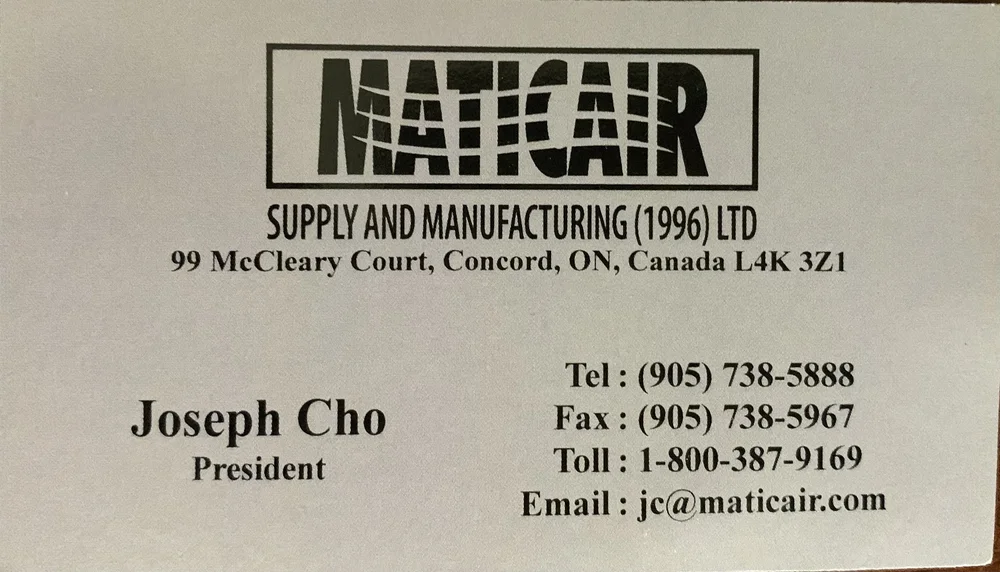 MATICAIR
SUPPLY AND MANUFACTURING (1996) LTD
99 McCleary Court, Concord, ON, Canada L4K 3Z1
Joseph Cho
President
Tel : (905) 738-5888
Fax : (905) 738-5967
Toll : 1-800-387-9169
Email : jc@maticair.com